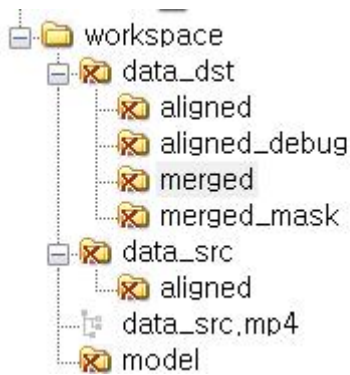 workspace
data_dst
aligned
aligned_debug
merged
merged_mask
data_src
aligned
data_src.mp4
model